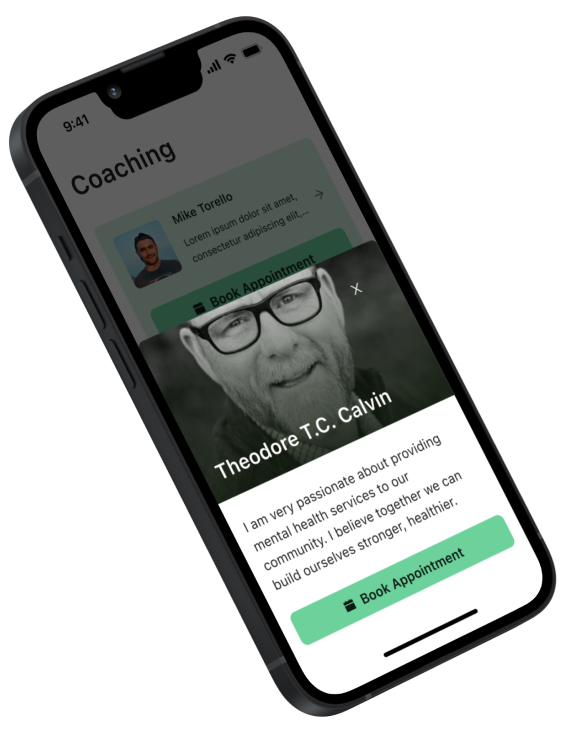 9:41
Coaching
Mike Torello
Lorem ipsum dolor sit amet,
consectetur adipiscing elit,...
Book Appointment
X
Theodore T.C. Calvin
I am very passionate about providing
mental health services to our
community. I believe together we can
build ourselves stronger, healthier.
Book Appointment